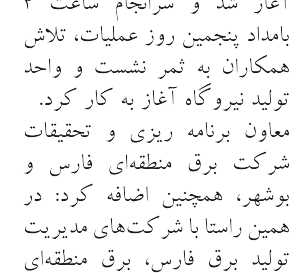 آغاز شد و سرانجام ساعت ۲
بامداد پنجمین روز عملیات، تلاش
همکاران به ثمر نشست و واحد
تولید نیروگاه آغاز به کار کرد.
معاون برنامه ریزی و تحقیقات
شرکت برق منطقه‌ای فارس و
بوشهر، همچنین اضافه کرد: در
همین راستا با شرکت‌های مدیریت
تولید برق فارس، برق منطقه‌ای